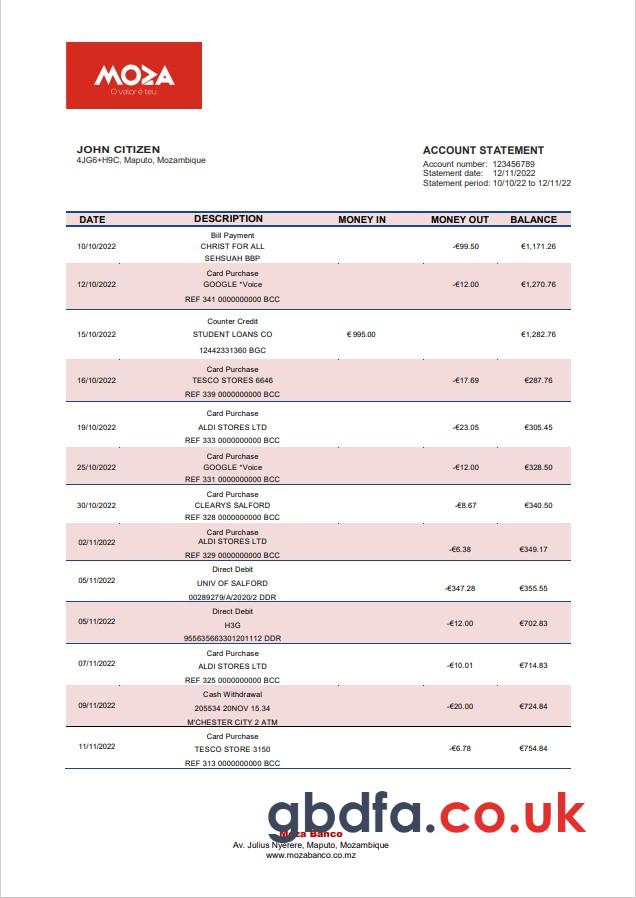 MOZA
O valor é teu.
JOHN CITIZEN
4JG6+H9C, Maputo, Mozambique
ACCOUNT STATEMENT
Account number: 123456789
Statement date: 12/11/2022
Statement period: 10/10/22 to 12/11/22
DATE DESCRIPTION MONEY IN MONEY OUT BALANCE
Bill Payment
10/10/2022 CHRIST FOR ALL -€99.50 €1,171.26
SEHSUAH BBP
Card Purchase
12/10/2022 GOOGLE *Voice -€12.00 €1,270.76
REF 341 0000000000 BCC
Counter Credit
15/10/2022 STUDENT LOANS CO € 995.00 €1,282.76
12442331360 BGC
Card Purchase
16/10/2022 TESCO STORES 6646 -€17.69 €287.76
REF 339 0000000000 BCC
Card Purchase
19/10/2022 ALDI STORES LTD -€23.05 €305.45
REF 333 0000000000 BCC
Card Purchase
25/10/2022 GOOGLE *Voice -€12.00 €328.50
REF 331 0000000000 BCC
Card Purchase
30/10/2022 CLEARYS SALFORD -€8.67 €340.50
REF 328 0000000000 BCC
Card Purchase
02/11/2022 ALDI STORES LTD -€6.38 €349.17
REF 329 0000000000 BCC
Direct Debit
05/11/2022 UNIV OF SALFORD -€347.28 €355.55
00289279/A/2020/2 DDR
Direct Debit
05/11/2022 H3G -€12.00 €702.83
955635663301201112 DDR
Card Purchase
07/11/2022 ALDI STORES LTD -€10.01 €714.83
REF 325 0000000000 BCC
Cash Withdrawal
09/11/2022 205534 20NOV 15.34 -€20.00 €724.84
M'CHESTER CITY 2 ATM
Card Purchase
11/11/2022 TESCO STORE 3150 -€6.78 €754.84
REF 313 0000000000 BCC
gbdfa.co.uk
Moza Banco
Av. Julius Nyerere, Maputo, Mozambique
www.mozabanco.co.mz